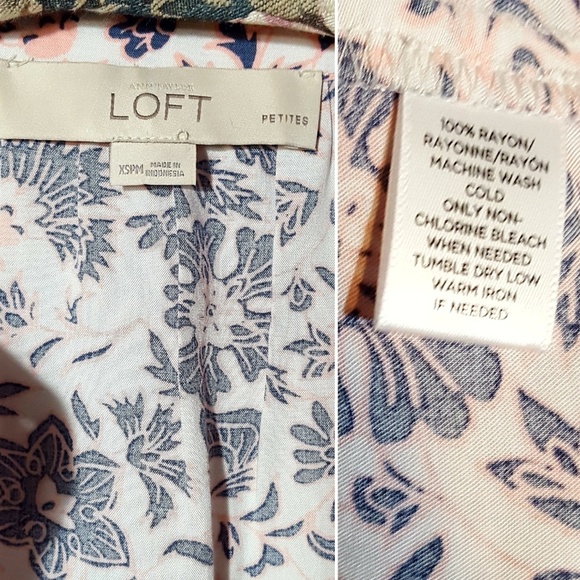 ANN TAYLOR
LOFT
PETITES
XSPM
MADE IN
INDONESIA
100% RAYON/
RAYONNE/RAYÓN
MACHINE WASH
COLD
ONLY NON-
CHLORINE BLEACH
WHEN NEEDED
TUMBLE DRY LOW
WARM IRON
IF NEEDED